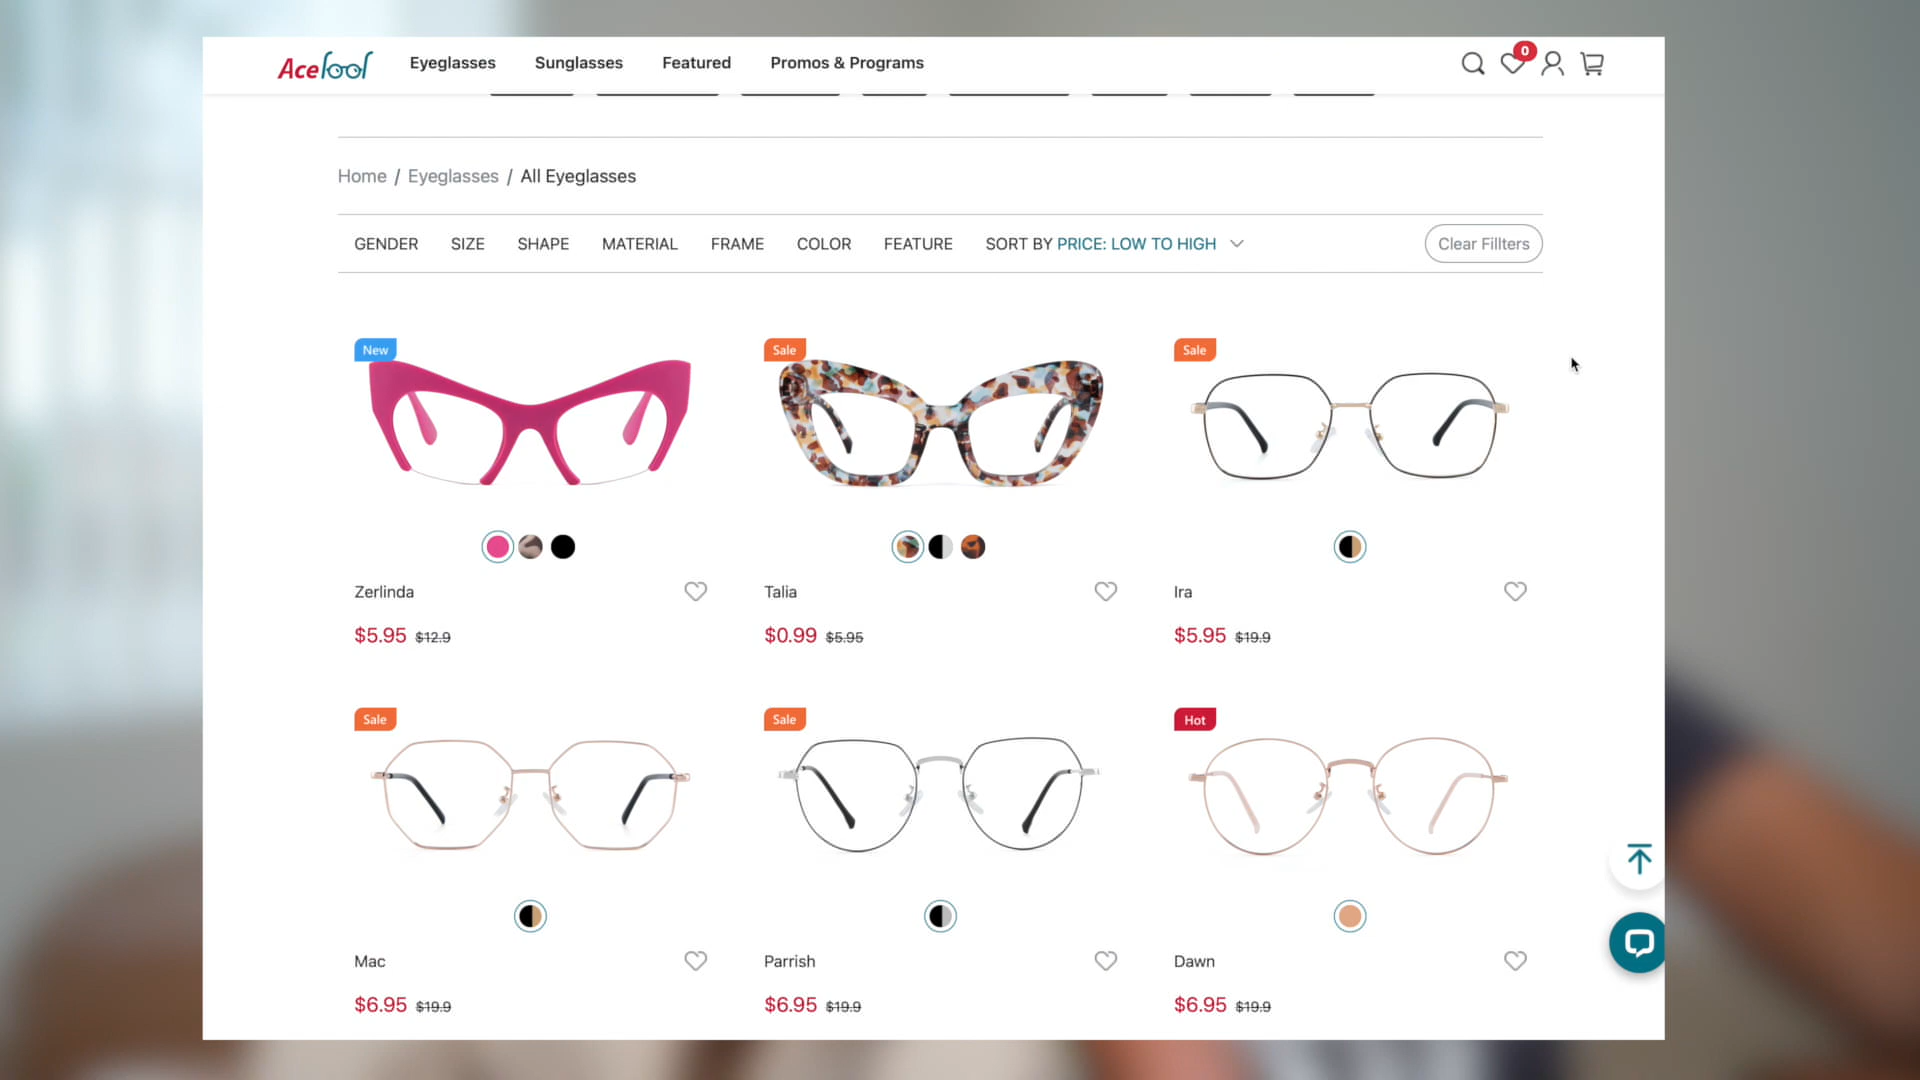 Acelool Eyeglasses Sunglasses Featured Promos & Programs 0
Home / Eyeglasses / All Eyeglasses
GENDER SIZE SHAPE MATERIAL FRAME COLOR FEATURE SORT BY PRICE: LOW TO HIGH Clear Fillters
New Sale Sale
Zerlinda Talia Ira
$5.95 $12.9 $0.99 $5.95 $5.95 $19.9
Sale Sale Hot
Mac Parrish Dawn
$6.95 $19.9 $6.95 $19.9 $6.95 $19.9